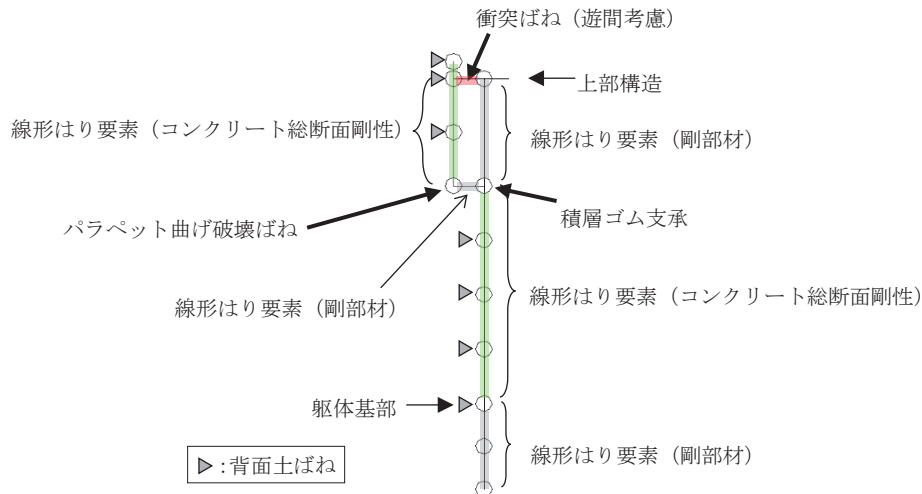 衝突ばね（遊間考慮）
上部構造
線形はり要素（コンクリート総断面剛性）
線形はり要素（剛部材）
パラペット曲げ破壊ばね
積層ゴム支承
線形はり要素（剛部材）
線形はり要素（コンクリート総断面剛性）
躯体基部
線形はり要素（剛部材）
:背面土ばね